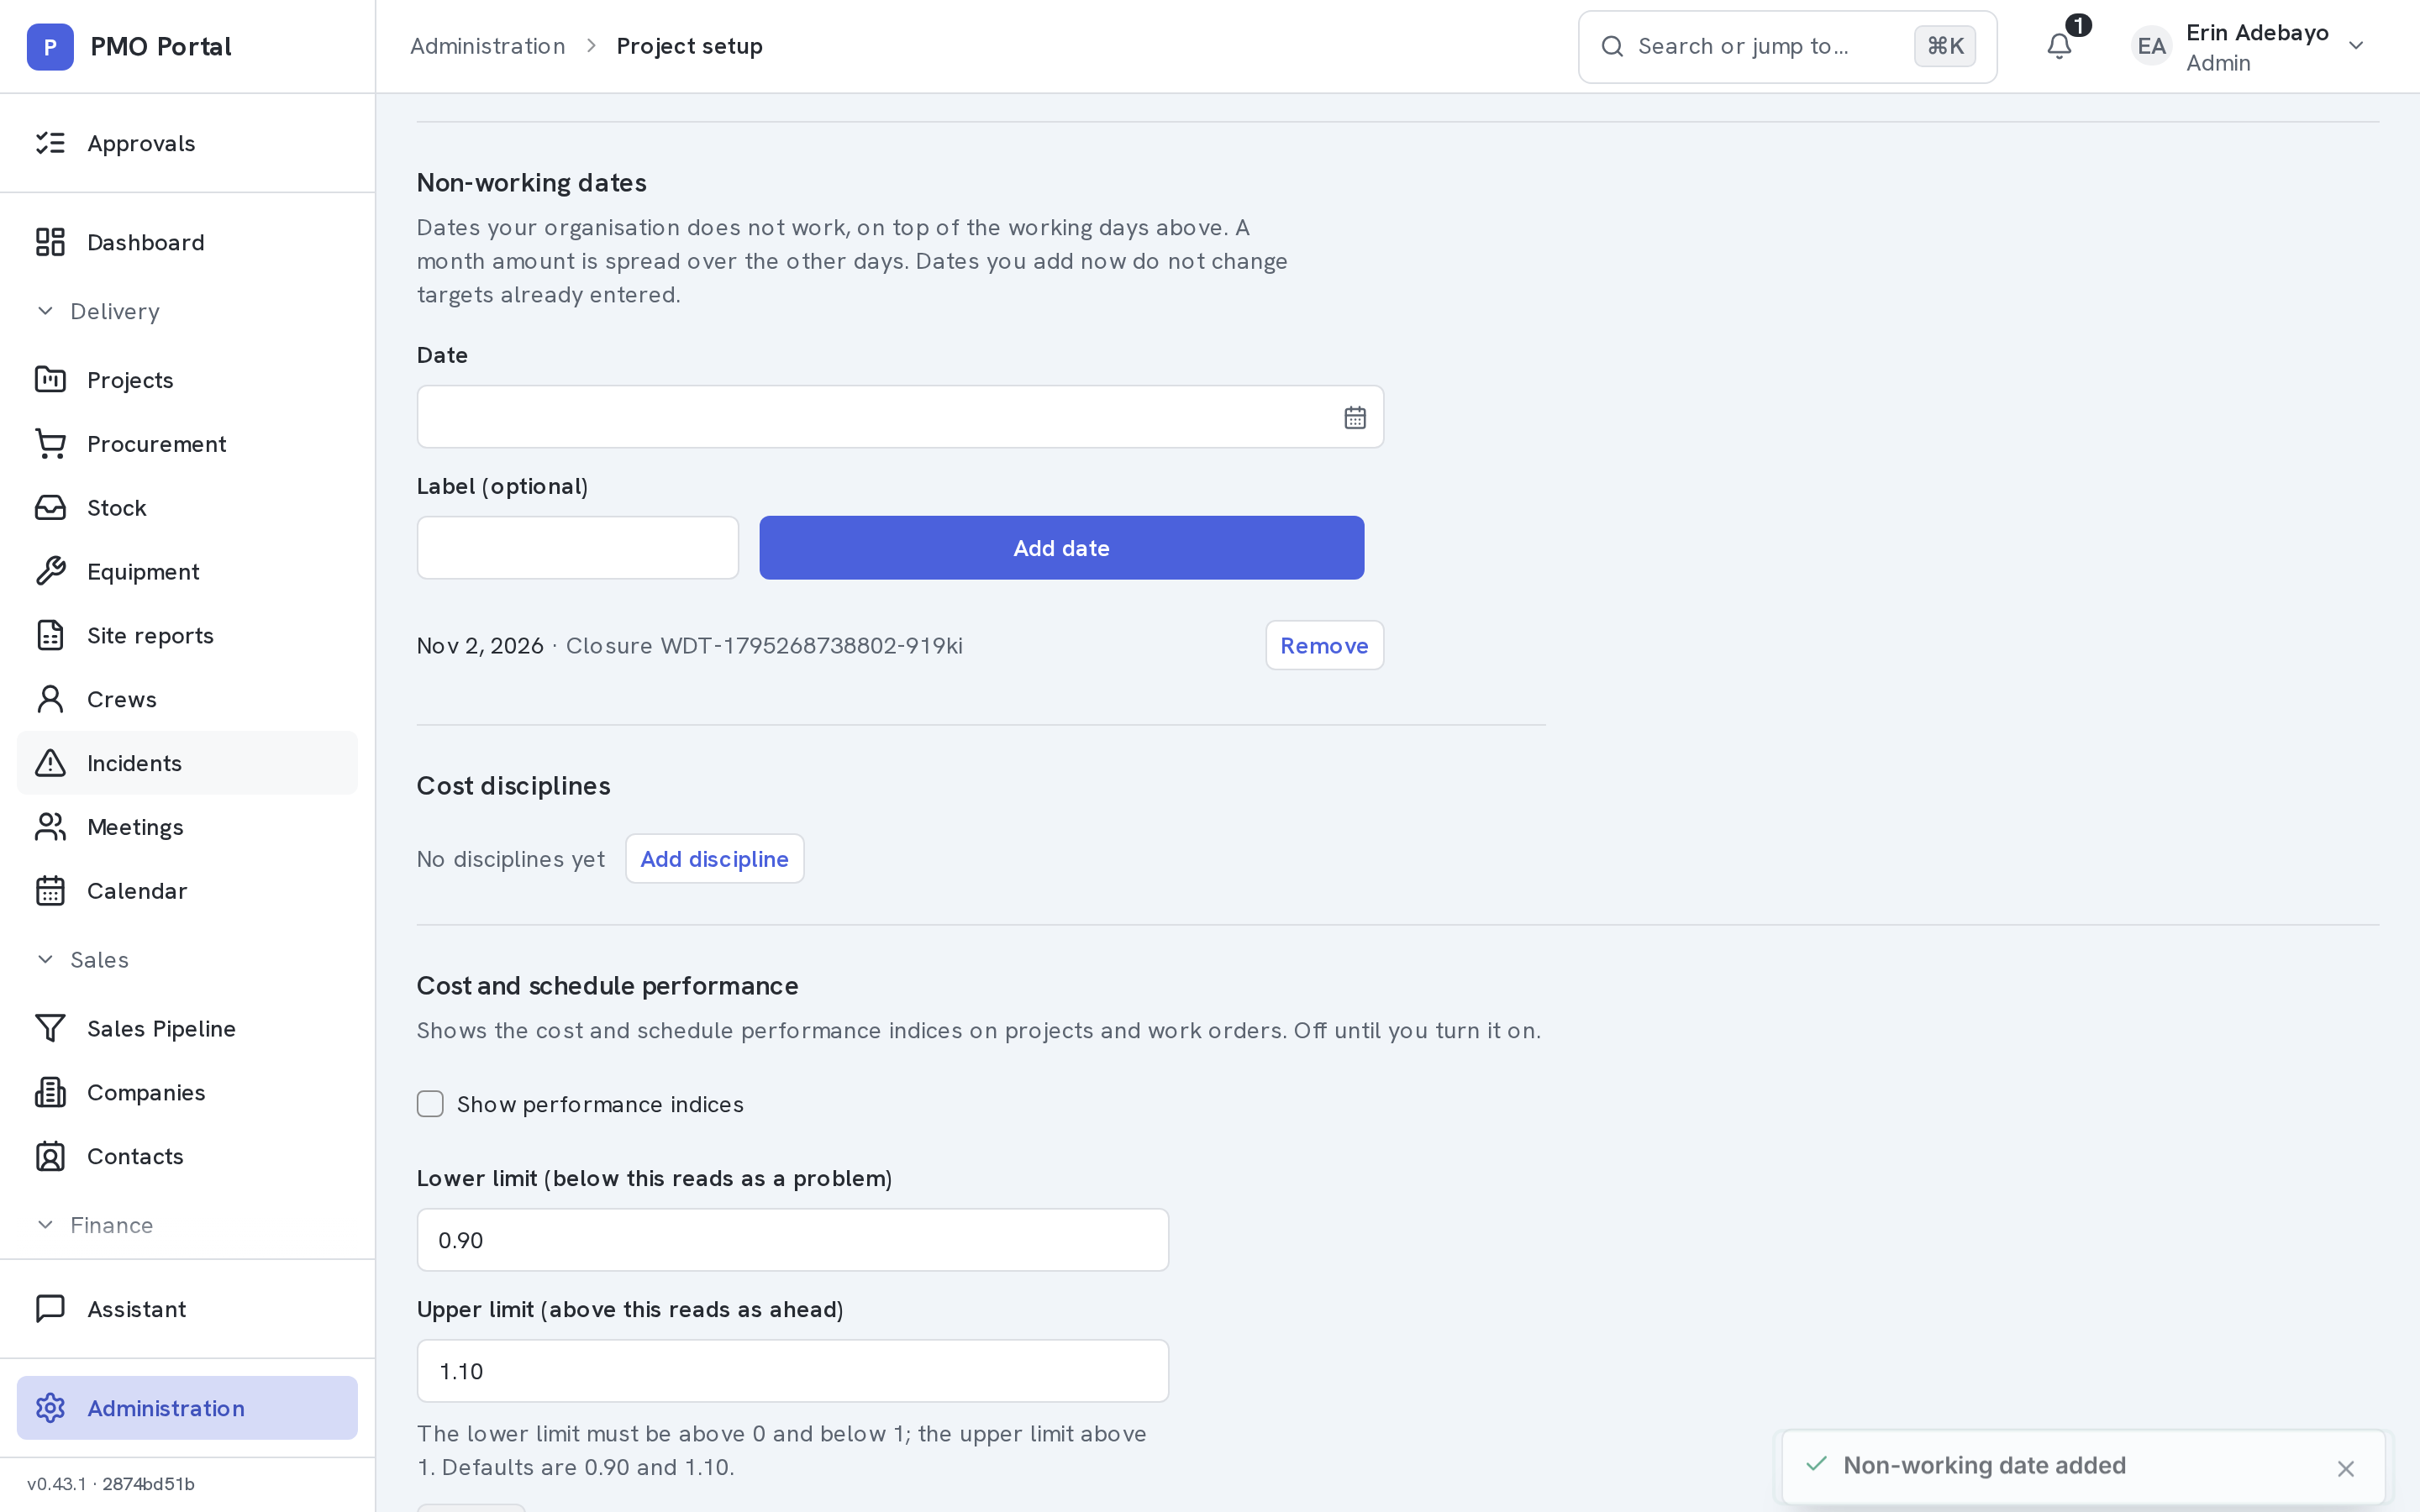 P PMO Portal
Administration > Project setup
Search or jump to... ⌘K
1
EA Erin Adebayo
Admin
Approvals
Dashboard
Delivery
Projects
Procurement
Stock
Equipment
Site reports
Crews
Incidents
Meetings
Calendar
Sales
Sales Pipeline
Companies
Contacts
Finance
Assistant
Administration
v0.43.1 · 2874bd51b
Non-working dates
Dates your organisation does not work, on top of the working days above. A
month amount is spread over the other days. Dates you add now do not change
targets already entered.
Date
Label (optional)
Add date
Nov 2, 2026 · Closure WDT-1795268738802-919ki Remove
Cost disciplines
No disciplines yet Add discipline
Cost and schedule performance
Shows the cost and schedule performance indices on projects and work orders. Off until you turn it on.
Show performance indices
Lower limit (below this reads as a problem)
0.90
Upper limit (above this reads as ahead)
1.10
The lower limit must be above 0 and below 1; the upper limit above
1. Defaults are 0.90 and 1.10.
Non-working date added